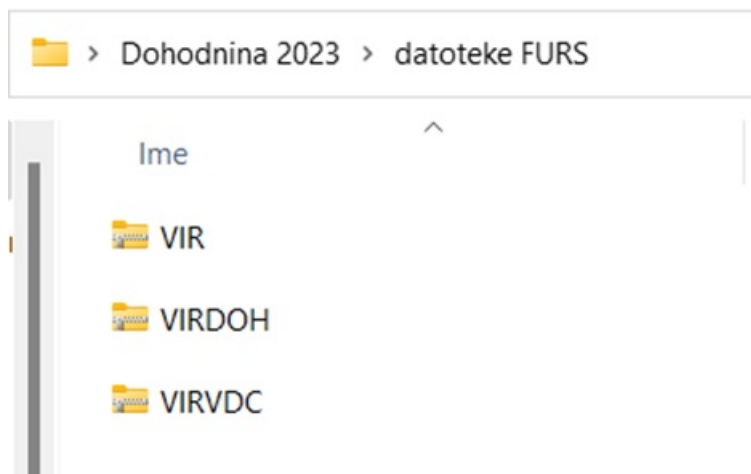 > Dohodnina 2023 > datoteke FURS
Ime
VIR
VIRDOH
VIRVDC